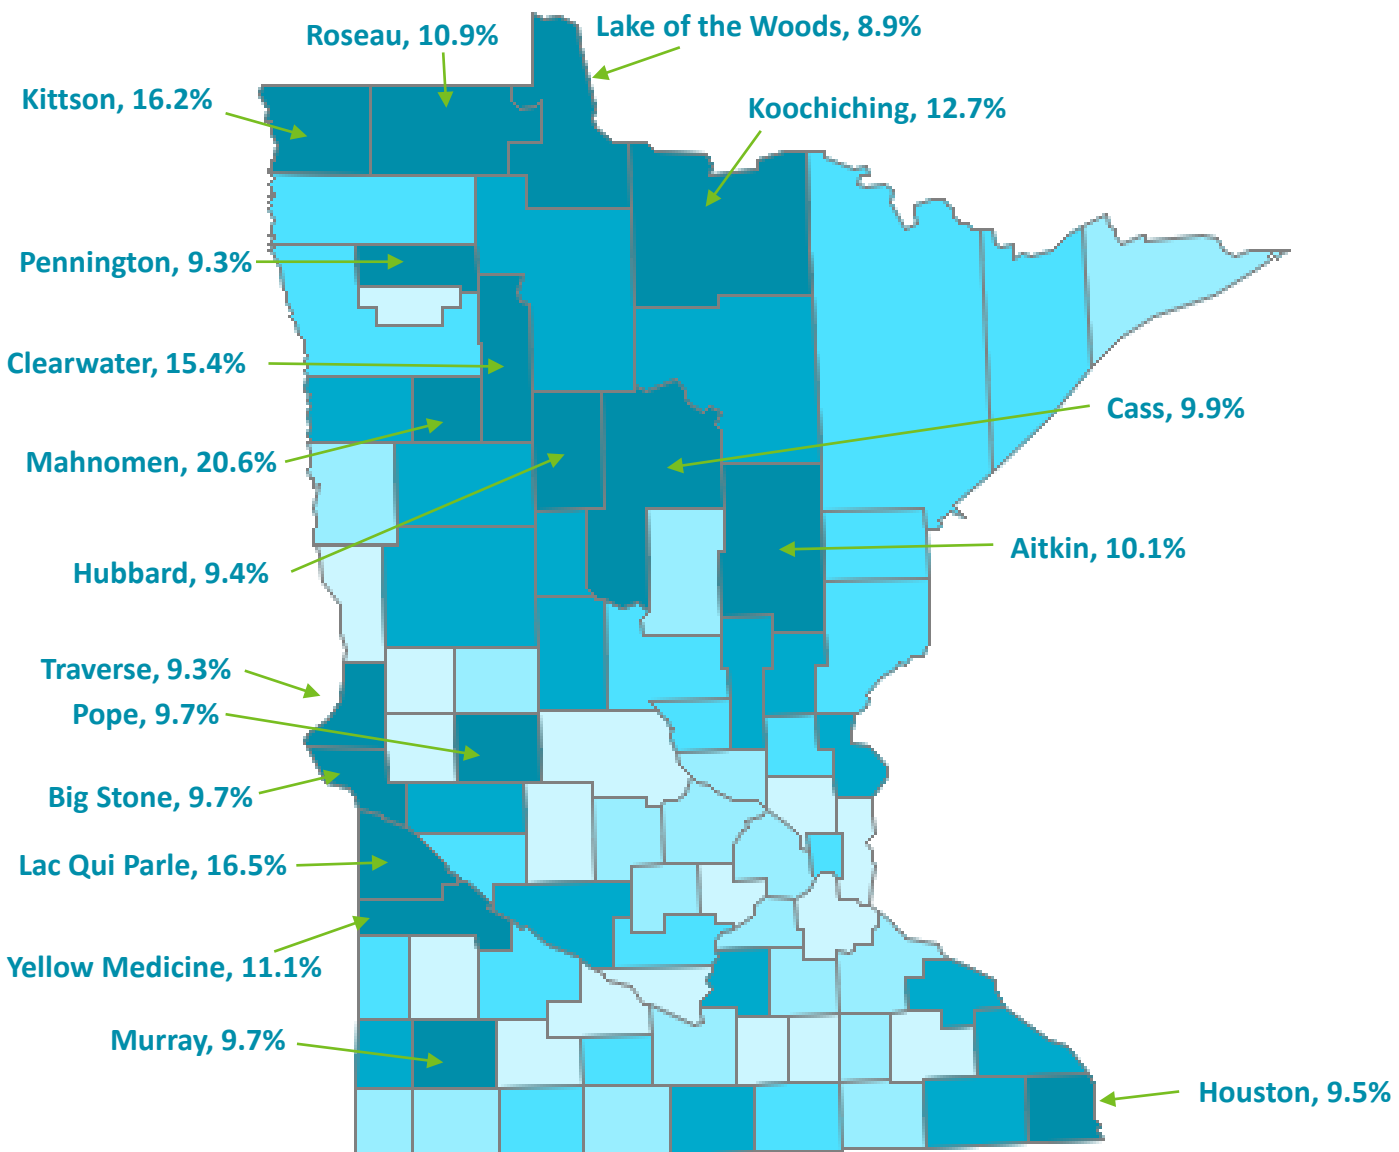 Roseau, 10.9%
Lake of the Woods, 8.9%
Kittson, 16.2%
Koochiching, 12.7%
Pennington, 9.3%
Clearwater, 15.4%
Cass, 9.9%
Mahnomen, 20.6%
Aitkin, 10.1%
Hubbard, 9.4%
Traverse, 9.3%
Pope, 9.7%
Big Stone, 9.7%
Lac Qui Parle, 16.5%
Yellow Medicine, 11.1%
Murray, 9.7%
Houston, 9.5%